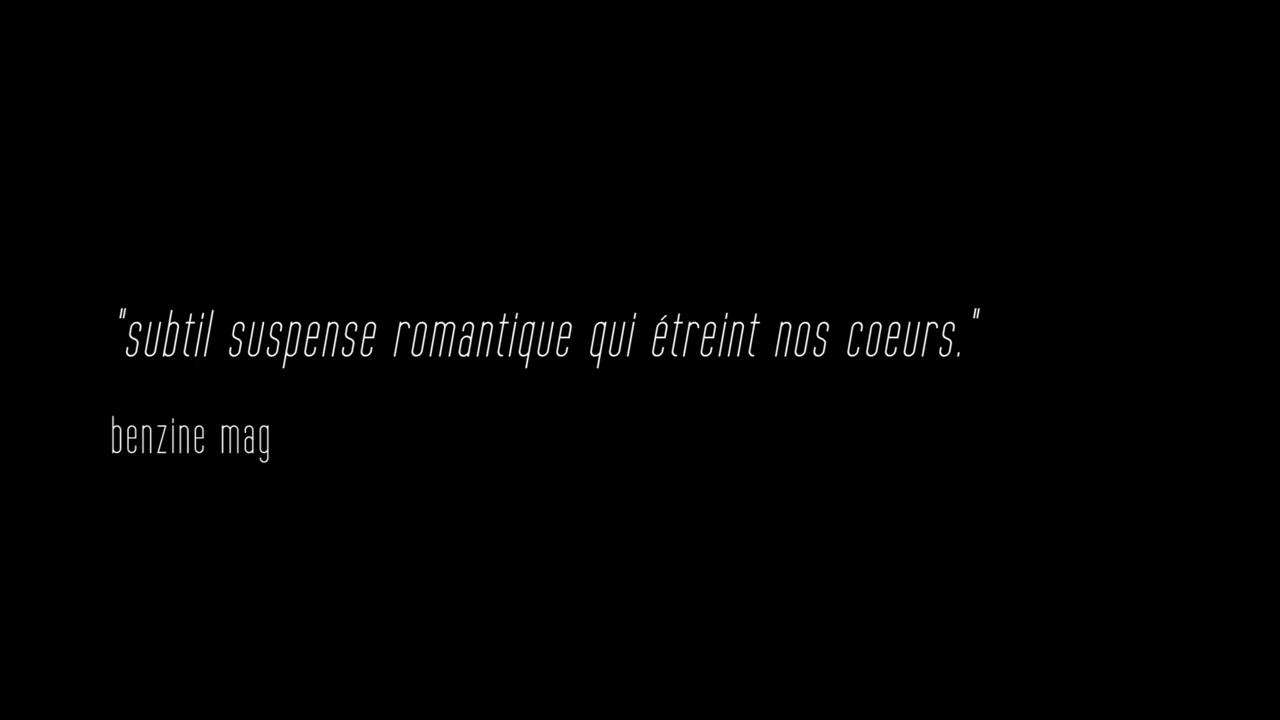 "subtil suspense romantique qui étreint nos coeurs."
benzine mag